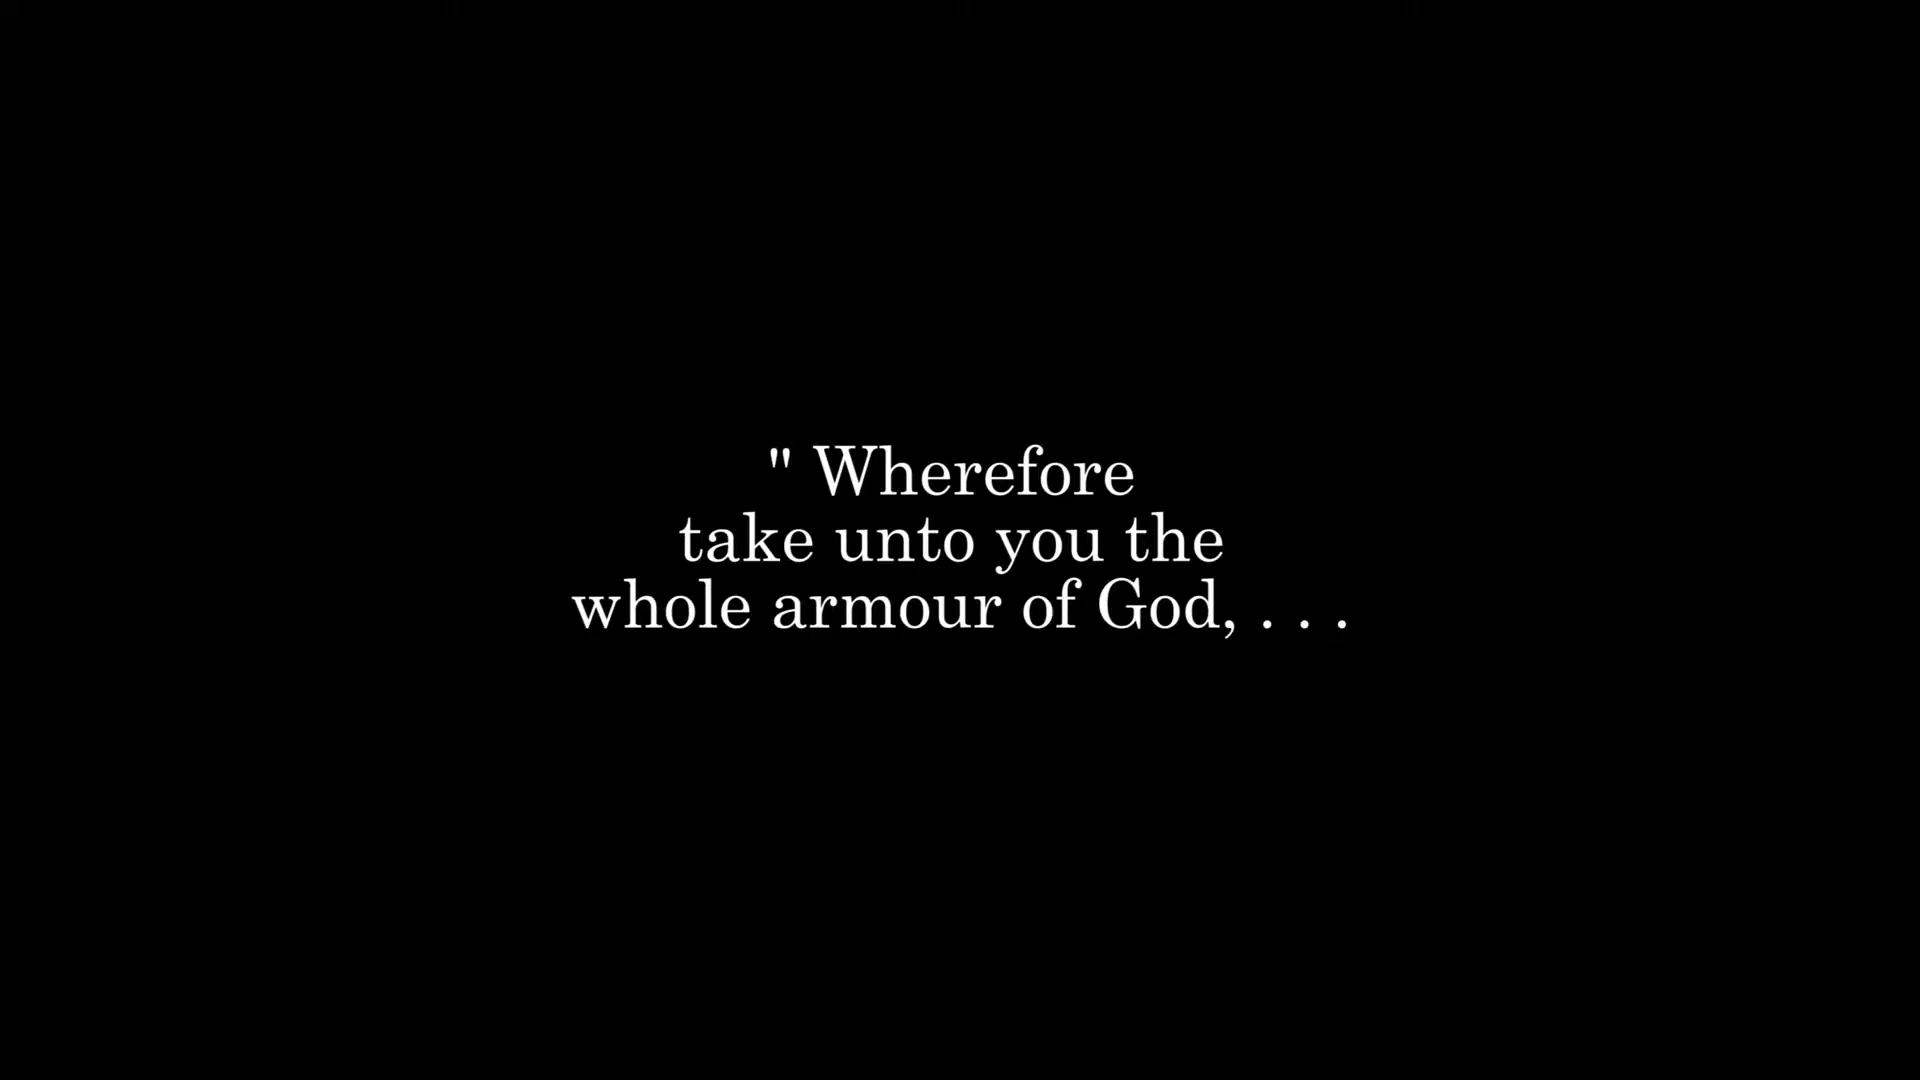 " Wherefore
take unto you the
whole armour of God, . . .